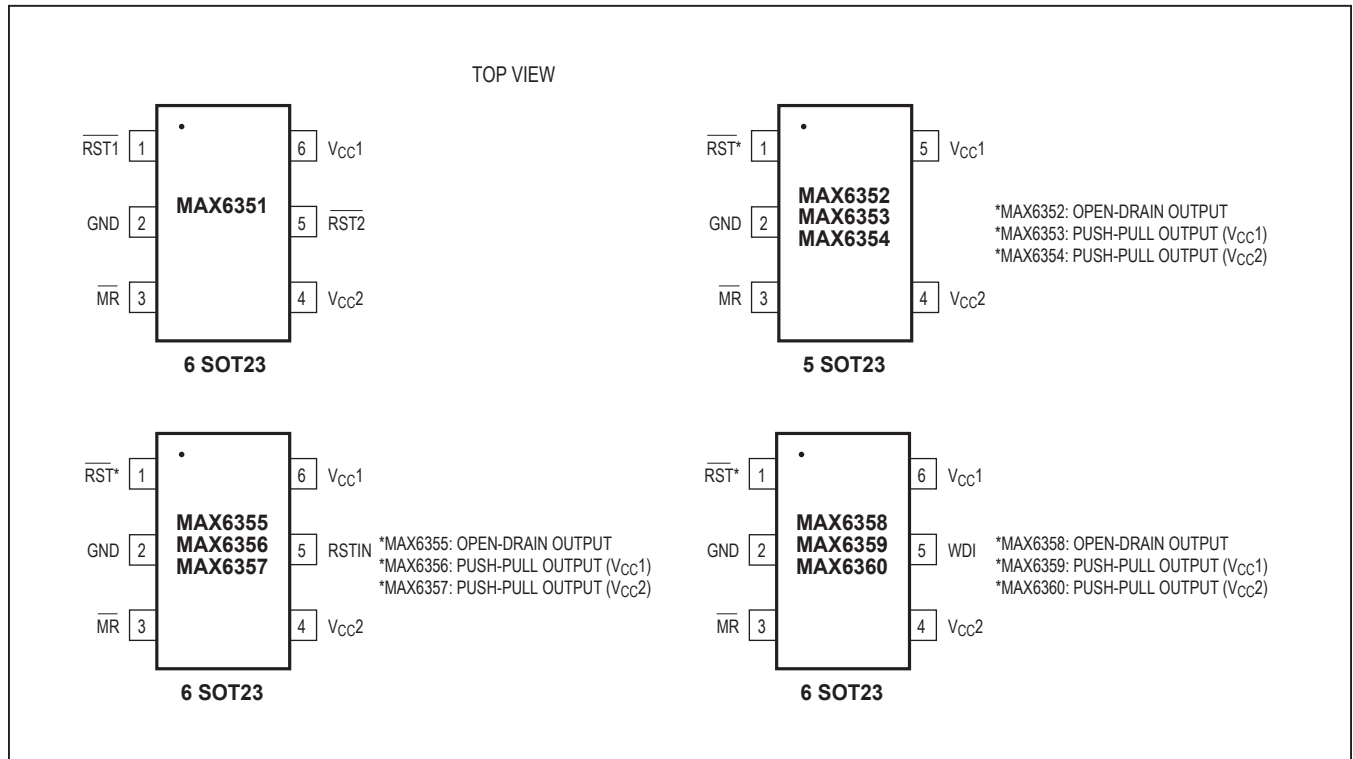 TOP VIEW
RST1 1
GND 2
MR 3
MAX6351
6 VCC1
5 RST2
4 VCC2
6 SOT23
RST* 1
GND 2
MR 3
MAX6352
MAX6353
MAX6354
5 VCC1
4 VCC2
*MAX6352: OPEN-DRAIN OUTPUT
*MAX6353: PUSH-PULL OUTPUT (VCC1)
*MAX6354: PUSH-PULL OUTPUT (VCC2)
5 SOT23
RST* 1
GND 2
MR 3
MAX6355
MAX6356
MAX6357
6 VCC1
5 RSTIN
4 VCC2
*MAX6355: OPEN-DRAIN OUTPUT
*MAX6356: PUSH-PULL OUTPUT (VCC1)
*MAX6357: PUSH-PULL OUTPUT (VCC2)
6 SOT23
RST* 1
GND 2
MR 3
MAX6358
MAX6359
MAX6360
6 VCC1
5 WDI
4 VCC2
*MAX6358: OPEN-DRAIN OUTPUT
*MAX6359: PUSH-PULL OUTPUT (VCC1)
*MAX6360: PUSH-PULL OUTPUT (VCC2)
6 SOT23